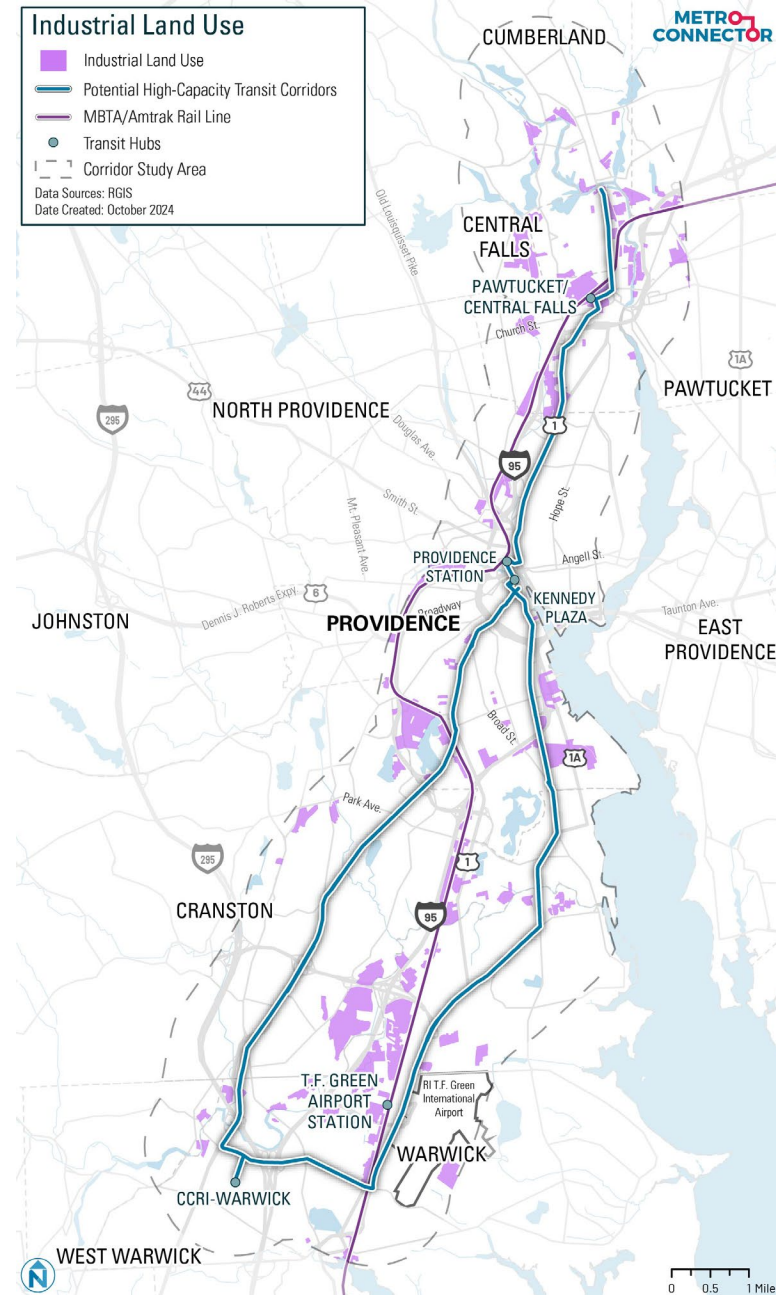 Industrial Land Use
Industrial Land Use
Potential High-Capacity Transit Corridors
MBTA/Amtrak Rail Line
Transit Hubs
Corridor Study Area
Data Sources: RGIS
Date Created: October 2024
METRO
CONNECTOR
CUMBERLAND
Old Louisquisset Pike
CENTRAL
FALLS
PAWTUCKET/
CENTRAL FALLS
Church St.
1A
PAWTUCKET
44
NORTH PROVIDENCE
295
1
Douglas Ave.
95
Smith St.
Hope St.
Mt. Pleasant Ave.
PROVIDENCE
STATION
Angell St.
6
Dennis J. Roberts Expy.
KENNEDY
PLAZA
Broadway
Taunton Ave.
JOHNSTON
PROVIDENCE
EAST
PROVIDENCE
Broad St.
1A
Park Ave.
295
1
CRANSTON
95
T.F. GREEN
AIRPORT
STATION
RI T.F. Green
International
Airport
WARWICK
CCRI-WARWICK
WEST WARWICK
N
0 0.5 1 Mile